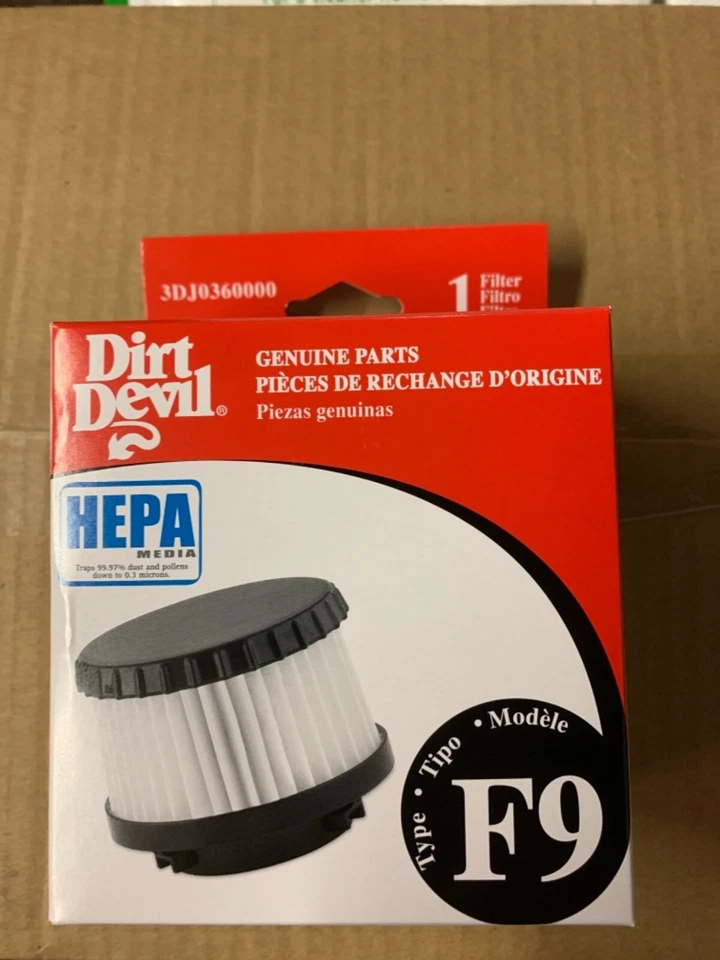 3DJ0360000
1 Filter
Filtro
Dirt
Devil®
GENUINE PARTS
PIÈCES DE RECHANGE D'ORIGINE
Piezas genuinas
HEPA
MEDIA
Traps 99.97% dust and pollens
down to 0.3 microns.
Type • Tipo • Modèle
F9